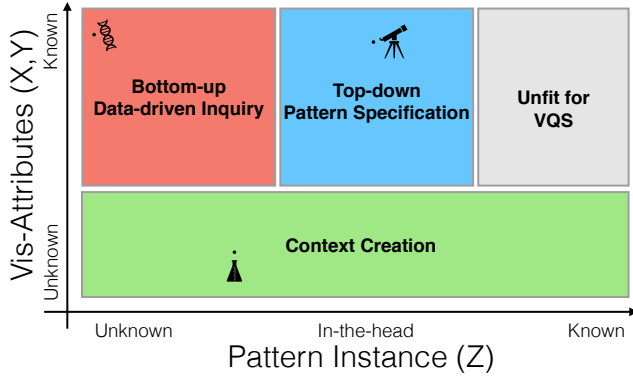 Vis-Attributes (X,Y)
Known
Unknown
Bottom-up
Data-driven Inquiry
Top-down
Pattern Specification
Unfit for
VQS
Context Creation
Unknown
In-the-head
Known
Pattern Instance (Z)